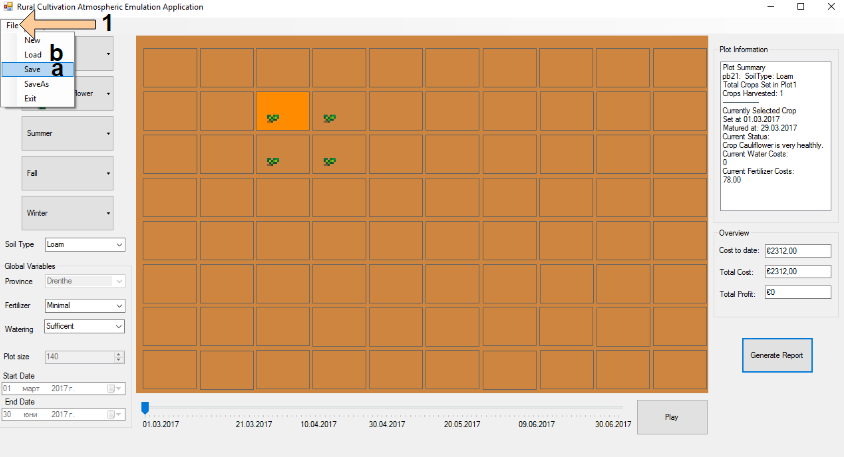 Rural Cultivation Atmospheric Emulation Application
File
1
New
Load
b
Save
a
SaveAs
Exit
flower
Summer
Fall
Winter
Soil Type
Loam
Global Variables
Province
Drenthe
Fertilizer
Minimal
Watering
Sufficent
Plot size
140
Start Date
01 март 2017 г.
End Date
30 юни 2017 г.
01.03.2017
21.03.2017
10.04.2017
30.04.2017
20.05.2017
09.06.2017
30.06.2017
Play
Plot Information
Plot Summary
pb21: SoilType: Loam
Total Crops Set in Plot1
Crops Harvested: 1
Currently Selected Crop
Set at 01.03.2017
Matured at: 29.03.2017
Current Status:
Crop Cauliflower is very healthly.
Current Water Costs:
0
Current Fertilizer Costs:
78,00
Overview
Cost to date:
€2312,00
Total Cost:
€2312,00
Total Profit:
€0
Generate Report